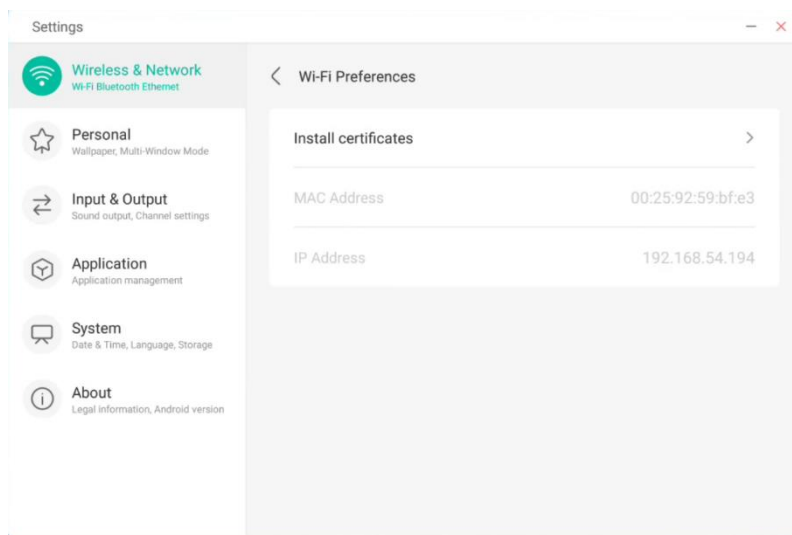 Settings
Wireless & Network
Wi-Fi Bluetooth Ethernet
Personal
Wallpaper, Multi-Window Mode
Input & Output
Sound output, Channel settings
Application
Application management
System
Date & Time, Language, Storage
About
Legal information, Android version
Wi-Fi Preferences
Install certificates
MAC Address 00:25:92:59:bf:e3
IP Address 192.168.54.194